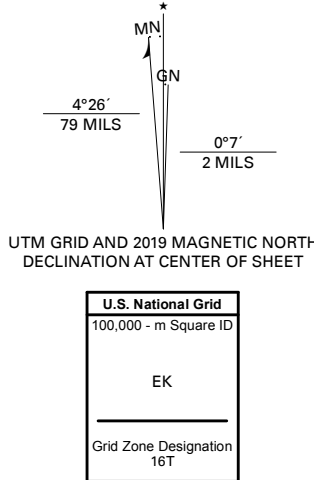 ★
MN
GN
4°26´
79 MILS
0°7´
2 MILS
UTM GRID AND 2019 MAGNETIC NORTH
DECLINATION AT CENTER OF SHEET
U.S. National Grid
100,000 - m Square ID
EK
Grid Zone Designation
16T